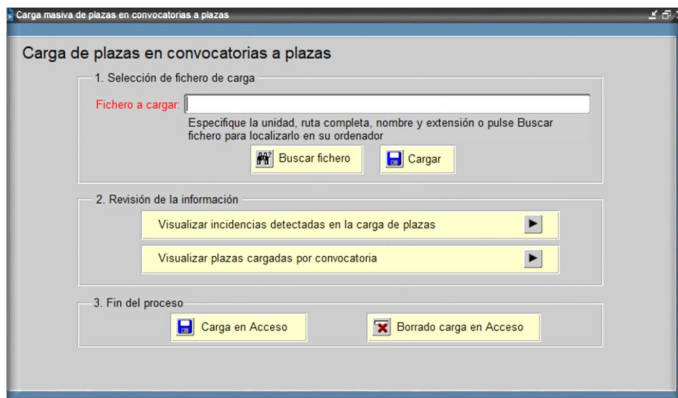 Carga masiva de plazas en convocatorias a plazas
Carga de plazas en convocatorias a plazas
1. Selección de fichero de carga
Fichero a cargar:
Especifique la unidad, ruta completa, nombre y extensión o pulse Buscar
fichero para localizarlo en su ordenador
Buscar fichero
Cargar
2. Revisión de la información
Visualizar incidencias detectadas en la carga de plazas
Visualizar plazas cargadas por convocatoria
3. Fin del proceso
Carga en Acceso
Borrado carga en Acceso